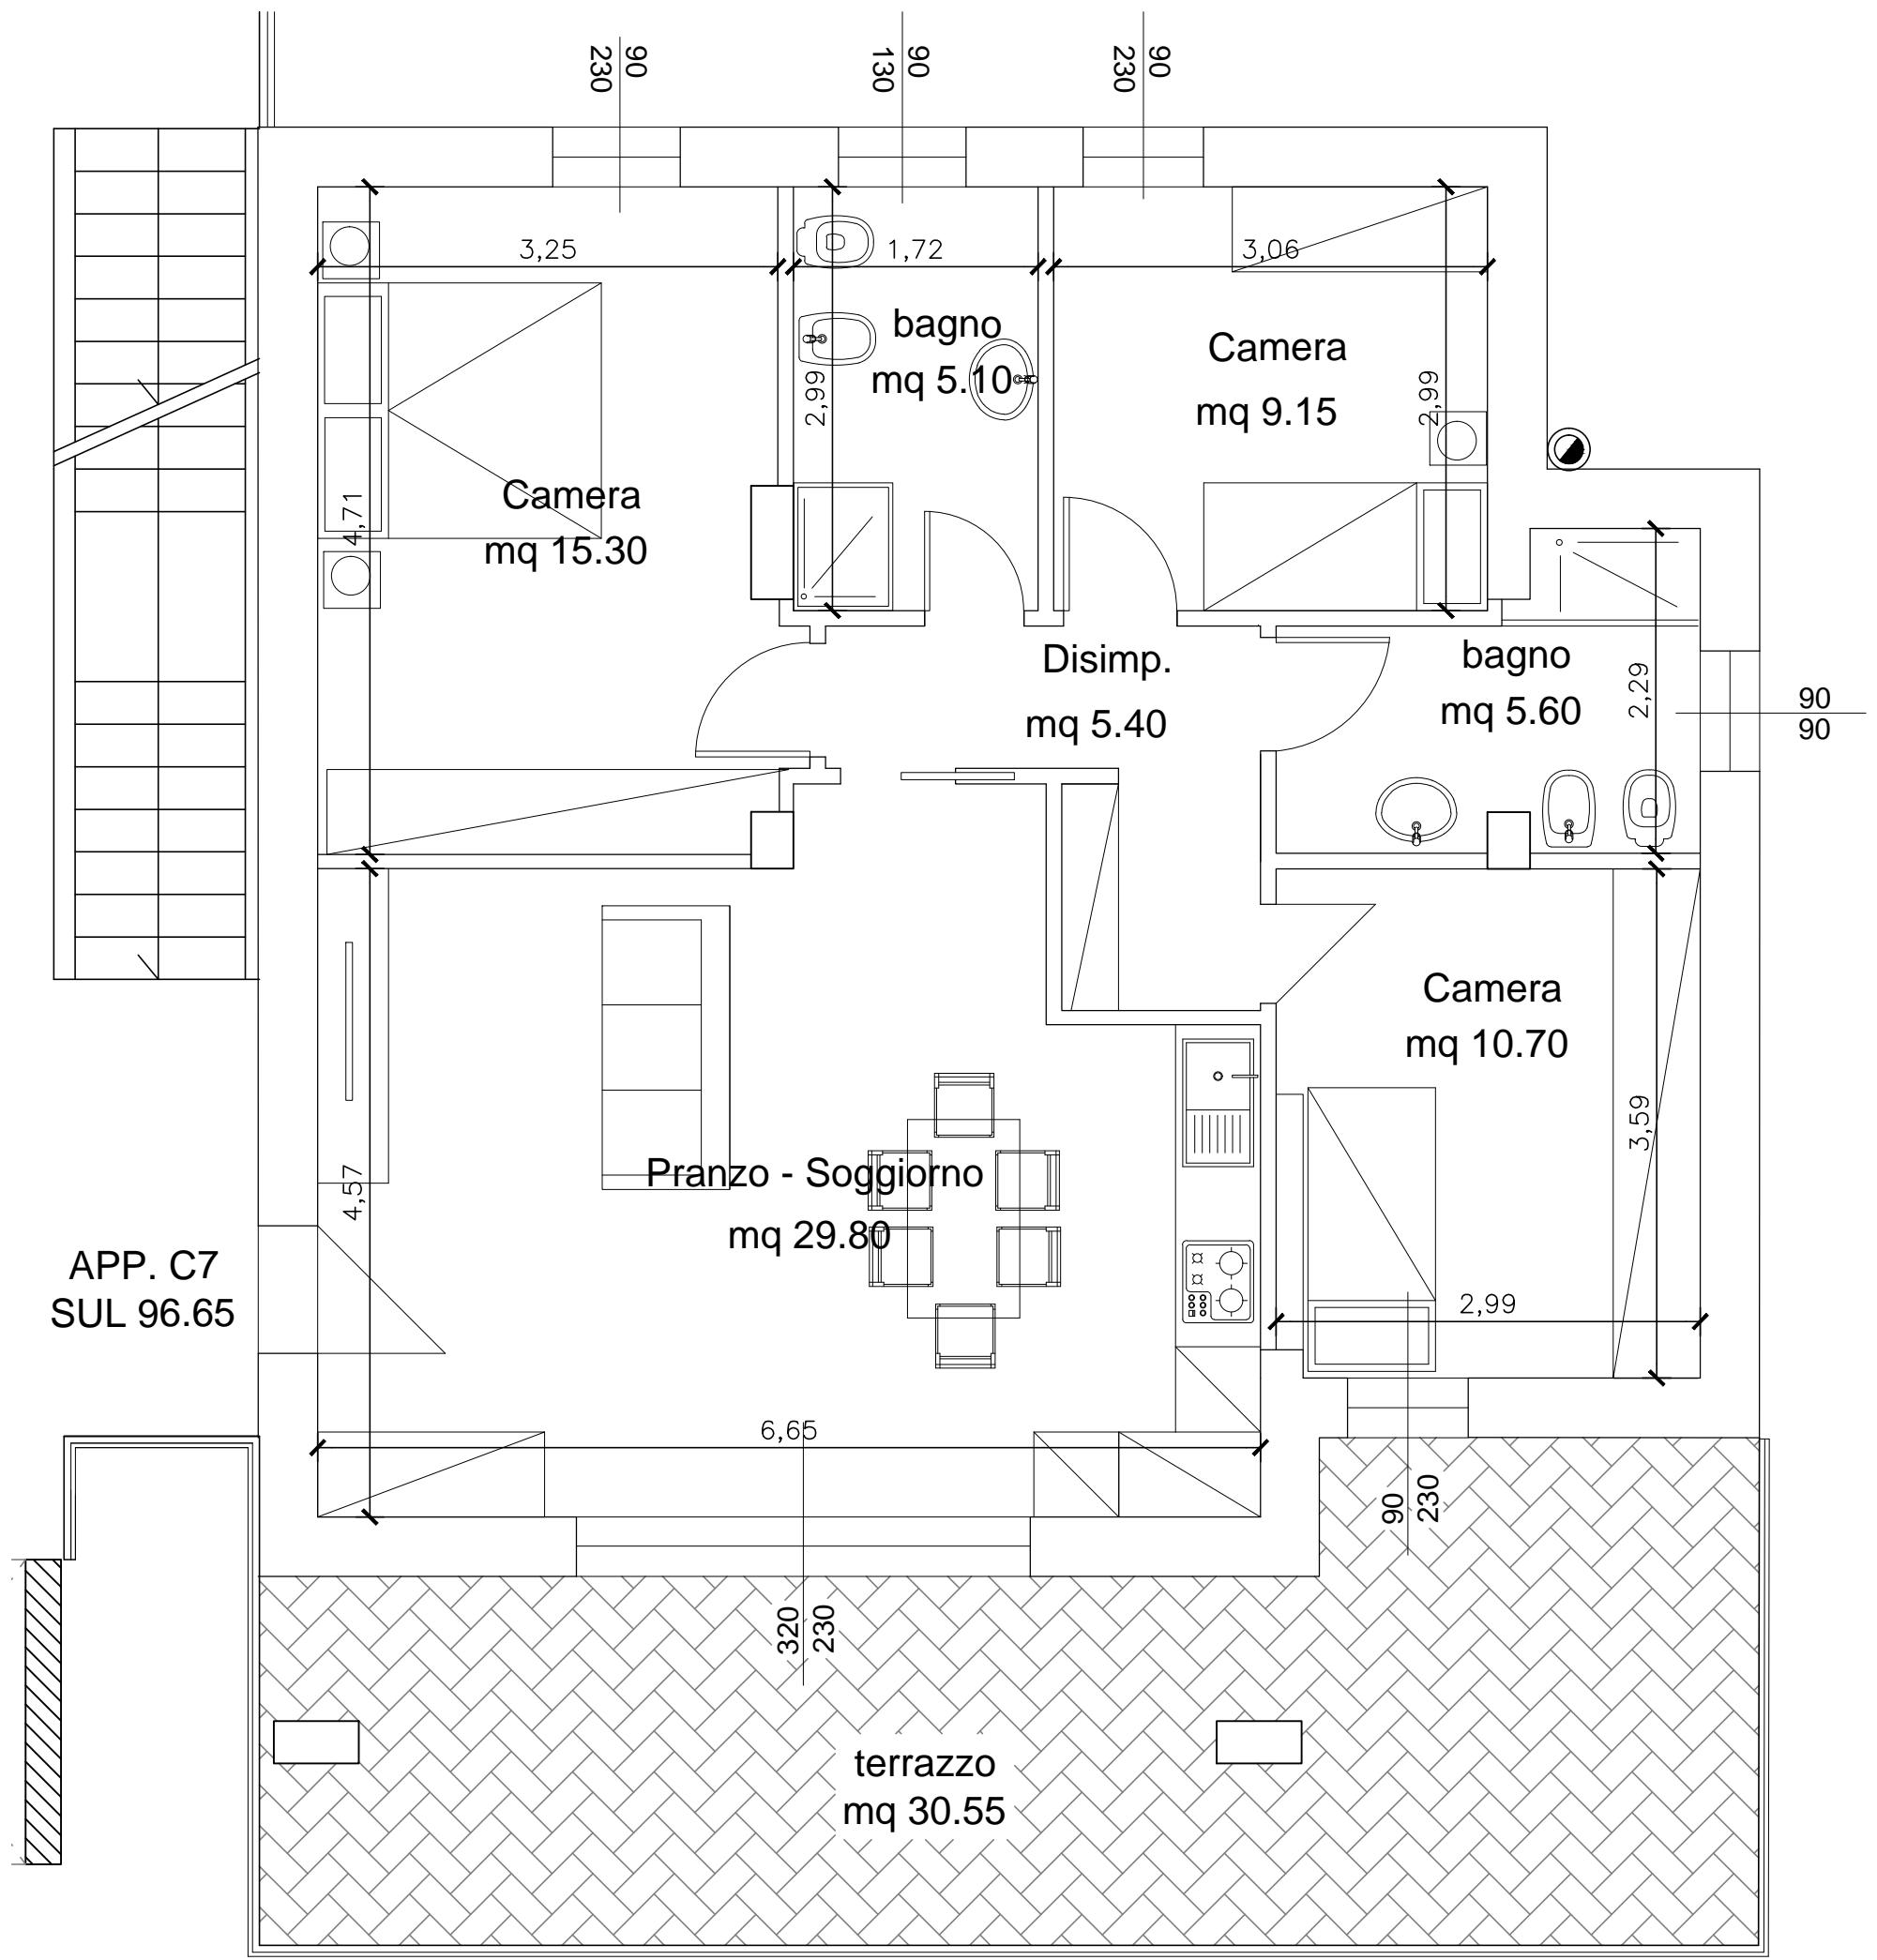 90
230
90
130
90
230
3,25
1,72
3,06
bagno
mq 5.10
Camera
mq 9.15
2,99
2,99
Camera
mq 15.30
4,71
Disimp.
mq 5.40
bagno
mq 5.60
2,29
90
90
Camera
mq 10.70
3,59
Pranzo - Soggiorno
mq 29.80
4,57
APP. C7
SUL 96.65
2,99
6,65
90
230
320
230
terrazzo
mq 30.55